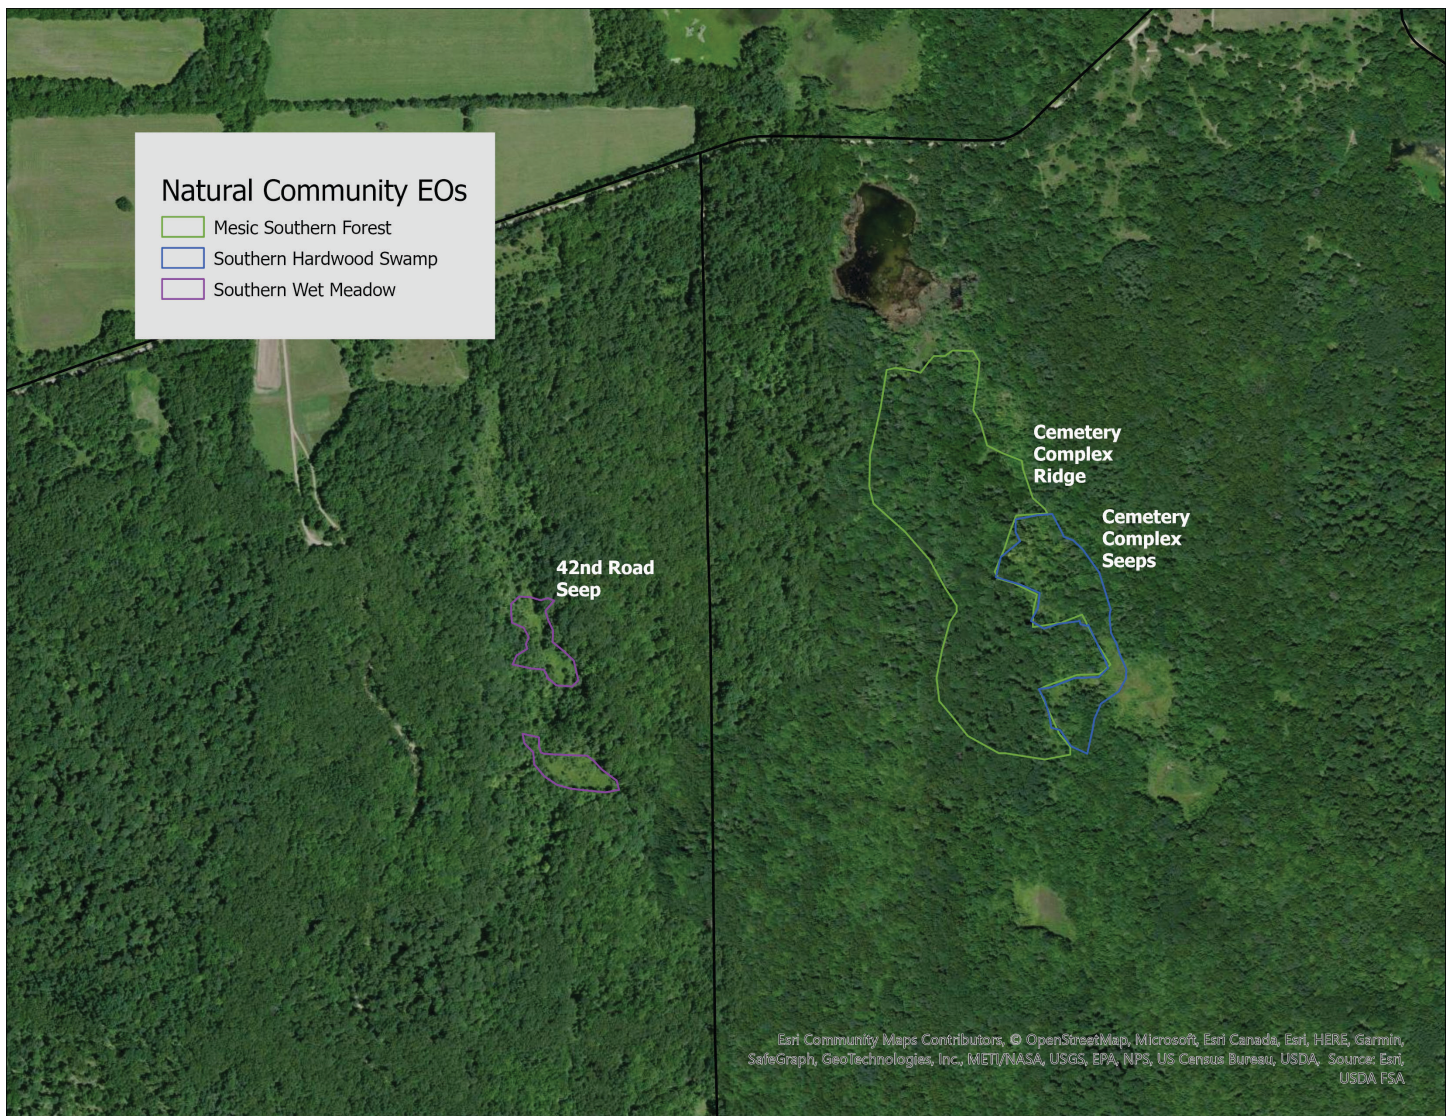 Natural Community EOs
Mesic Southern Forest
Southern Hardwood Swamp
Southern Wet Meadow
Cemetery
Complex
Ridge
Cemetery
Complex
Seeps
42nd Road
Seep
Esri Community Maps Contributors, © OpenStreetMap, Microsoft, Esri Canada, Esri, HERE, Garmin,
SafeGraph, GeoTechnologies, Inc., METI/NASA, USGS, EPA, NPS, US Census Bureau, USDA, Source: Esri,
USDA FSA